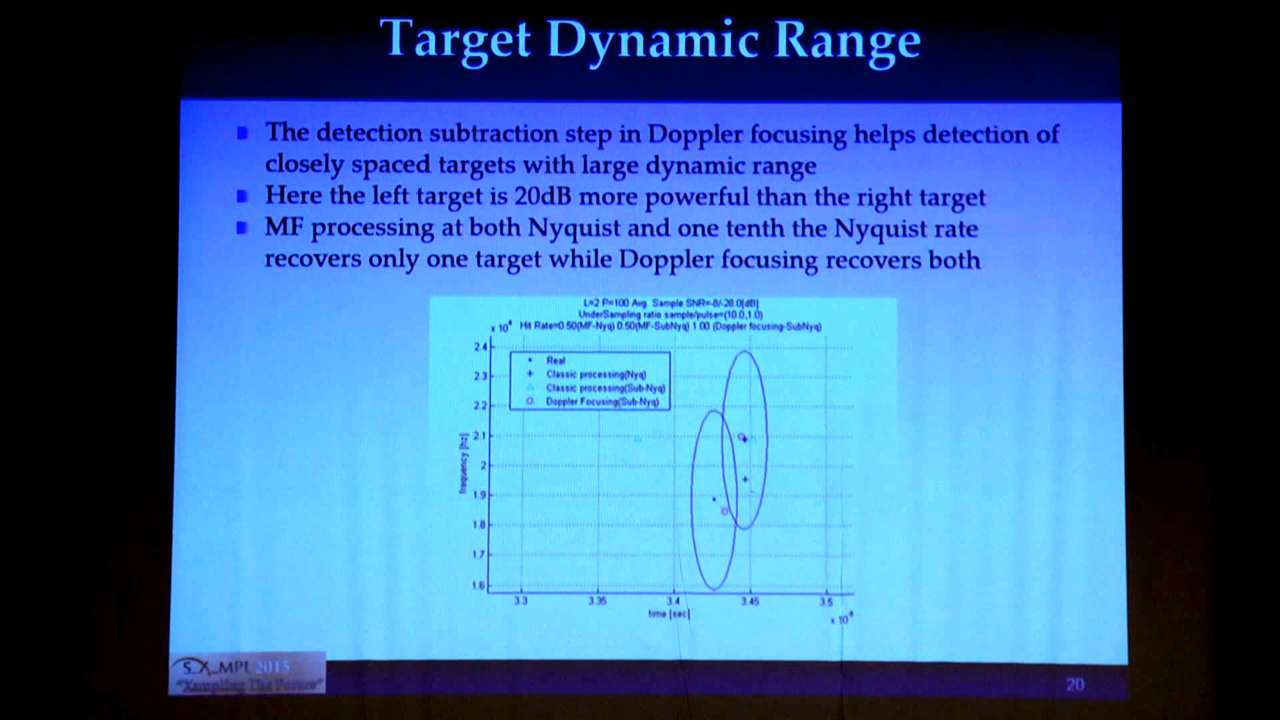 Target Dynamic Range
The detection subtraction step in Doppler focusing helps detection of
closely spaced targets with large dynamic range
Here the left target is 20dB more powerful than the right target
MF processing at both Nyquist and one tenth the Nyquist rate
recovers only one target while Doppler focusing recovers both
L=2 P=100 Avg. Sample SNR=-8/-28.0[dB]
UnderSampling ratio sample/pulse=(10.0,1.0)
Hit Rate=0.50(MF-Nyq) 0.50(MF-SubNyq) 1.00 (Doppler focusing-SubNyq)
x 10⁴
2.4
2.3
2.2
2.1
2
1.9
1.8
1.7
1.6
frequency [hz]
Real
Classic processing(Nyq)
Classic processing(Sub-Nyq)
Doppler Focusing(Sub-Nyq)
3.3 3.35 3.4 3.45 3.5
time [sec]
x 10
MPL 2015
"Xampling The Future"
20